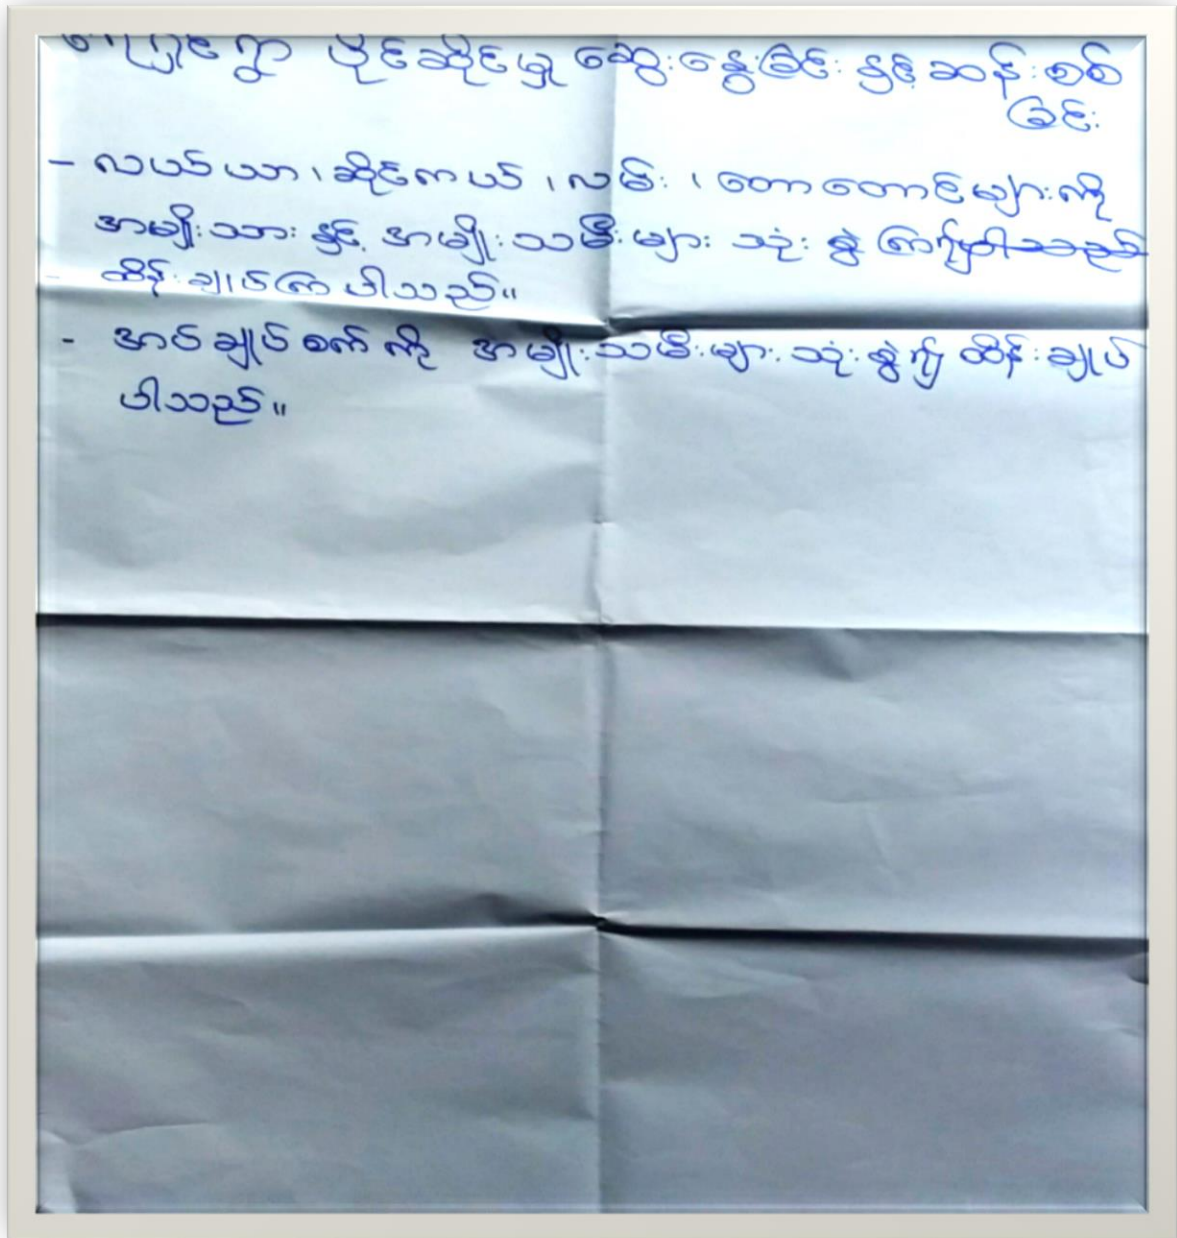 ရွာ ပိုင်ဆိုင်မှု ဆွေးနွေးခြင်း နှင့် ဆန်းစစ်
ခြင်း
- လယ်ယာ၊ ဆိုင်ကယ် ၊ လမ်း ၊ တောတောင်များကို
အမျိုးသား နှင့် အမျိုးသမီးများ သုံးစွဲ
- ထိန်းချုပ်ကြပါသည်။
- အပ်ချုပ်စက်ကို အမျိုးသမီးများ သုံးစွဲ၍ ထိန်းချုပ်
ပါသည်။